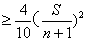 ≥ 4/10 (S/(n+1))²